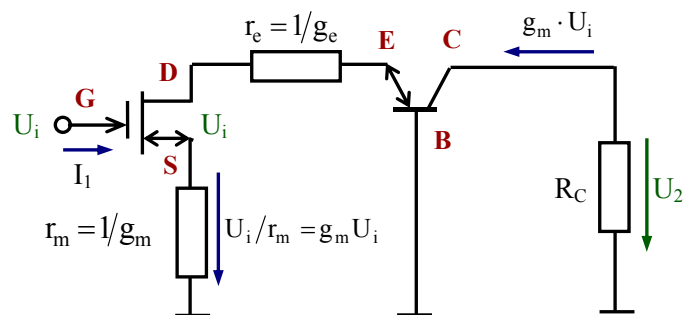 r_e = 1/g_e
E
C
g_m · U_i
D
G
U_i
U_i
B
S
I_1
R_C
U_2
r_m = 1/g_m
U_i/r_m = g_m U_i